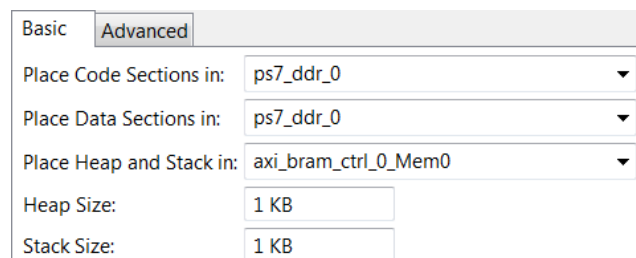 Basic Advanced
Place Code Sections in: ps7_ddr_0
Place Data Sections in: ps7_ddr_0
Place Heap and Stack in: axi_bram_ctrl_0_Mem0
Heap Size: 1 KB
Stack Size: 1 KB